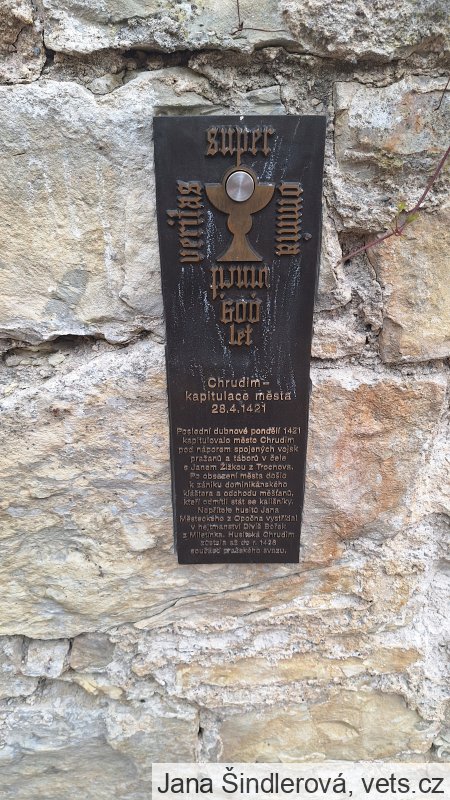 super
veritas
omnia
vincit
600
let
Chrudim –
kapitulace města
28.4.1421
Poslední dubnové pondělí 1421
kapitulovalo město Chrudim
pod náporem spojených vojsk
pražanů a táborů v čele
s Janem Žižkou z Trocnova.
Po obsazení města došlo
k zániku dominikánského
kláštera a odchodu měšťanů,
kteří odmítli stát se kališníky.
Nepřítele husitů Jana
Městeckého z Opočna vystřídal
v hejtmanství Diviš Bořek
z Miletínka. Husitská Chrudim
zůstala až do r. 1428
součástí pražského svazu.
Jana Šindlerová, vets.cz